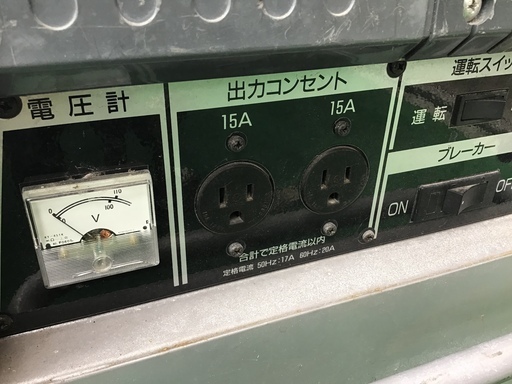 電圧計
出力コンセント
15A
15A
合計で定格電流以内
定格電流 50Hz:17A 60Hz:20A
運転スイッ
運転
ブレーカー
ON
OF
110
100
0
V